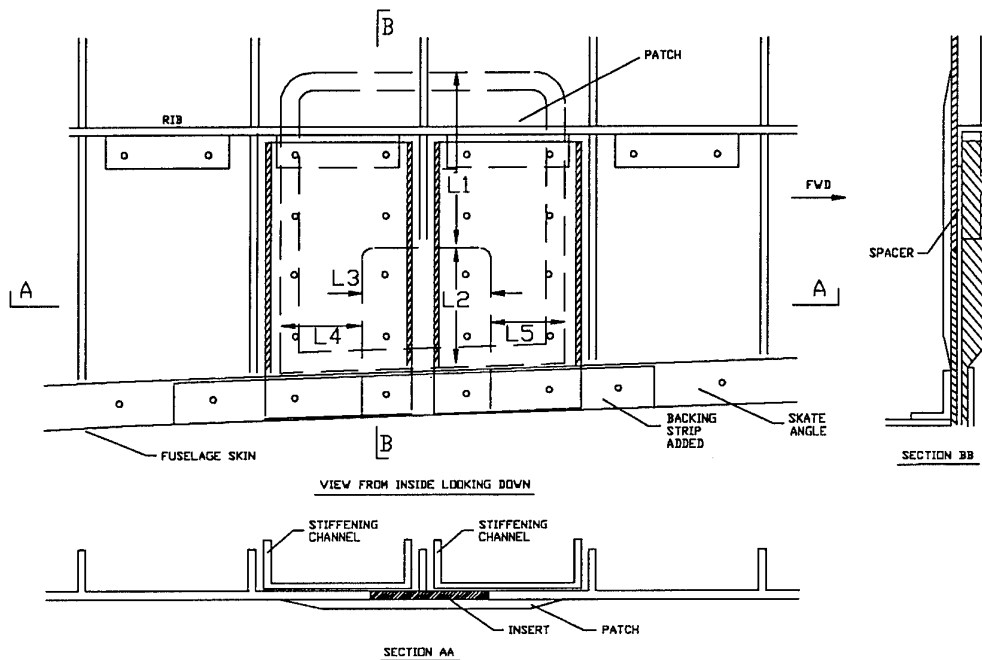 B
PATCH
RIB
FWD
L1
SPACER
L3
L2
A
A
L4
L5
B
BACKING
STRIP
ADDED
SKATE
ANGLE
FUSELAGE SKIN
SECTION BB
VIEW FROM INSIDE LOOKING DOWN
STIFFENING
CHANNEL
STIFFENING
CHANNEL
INSERT
PATCH
SECTION AA